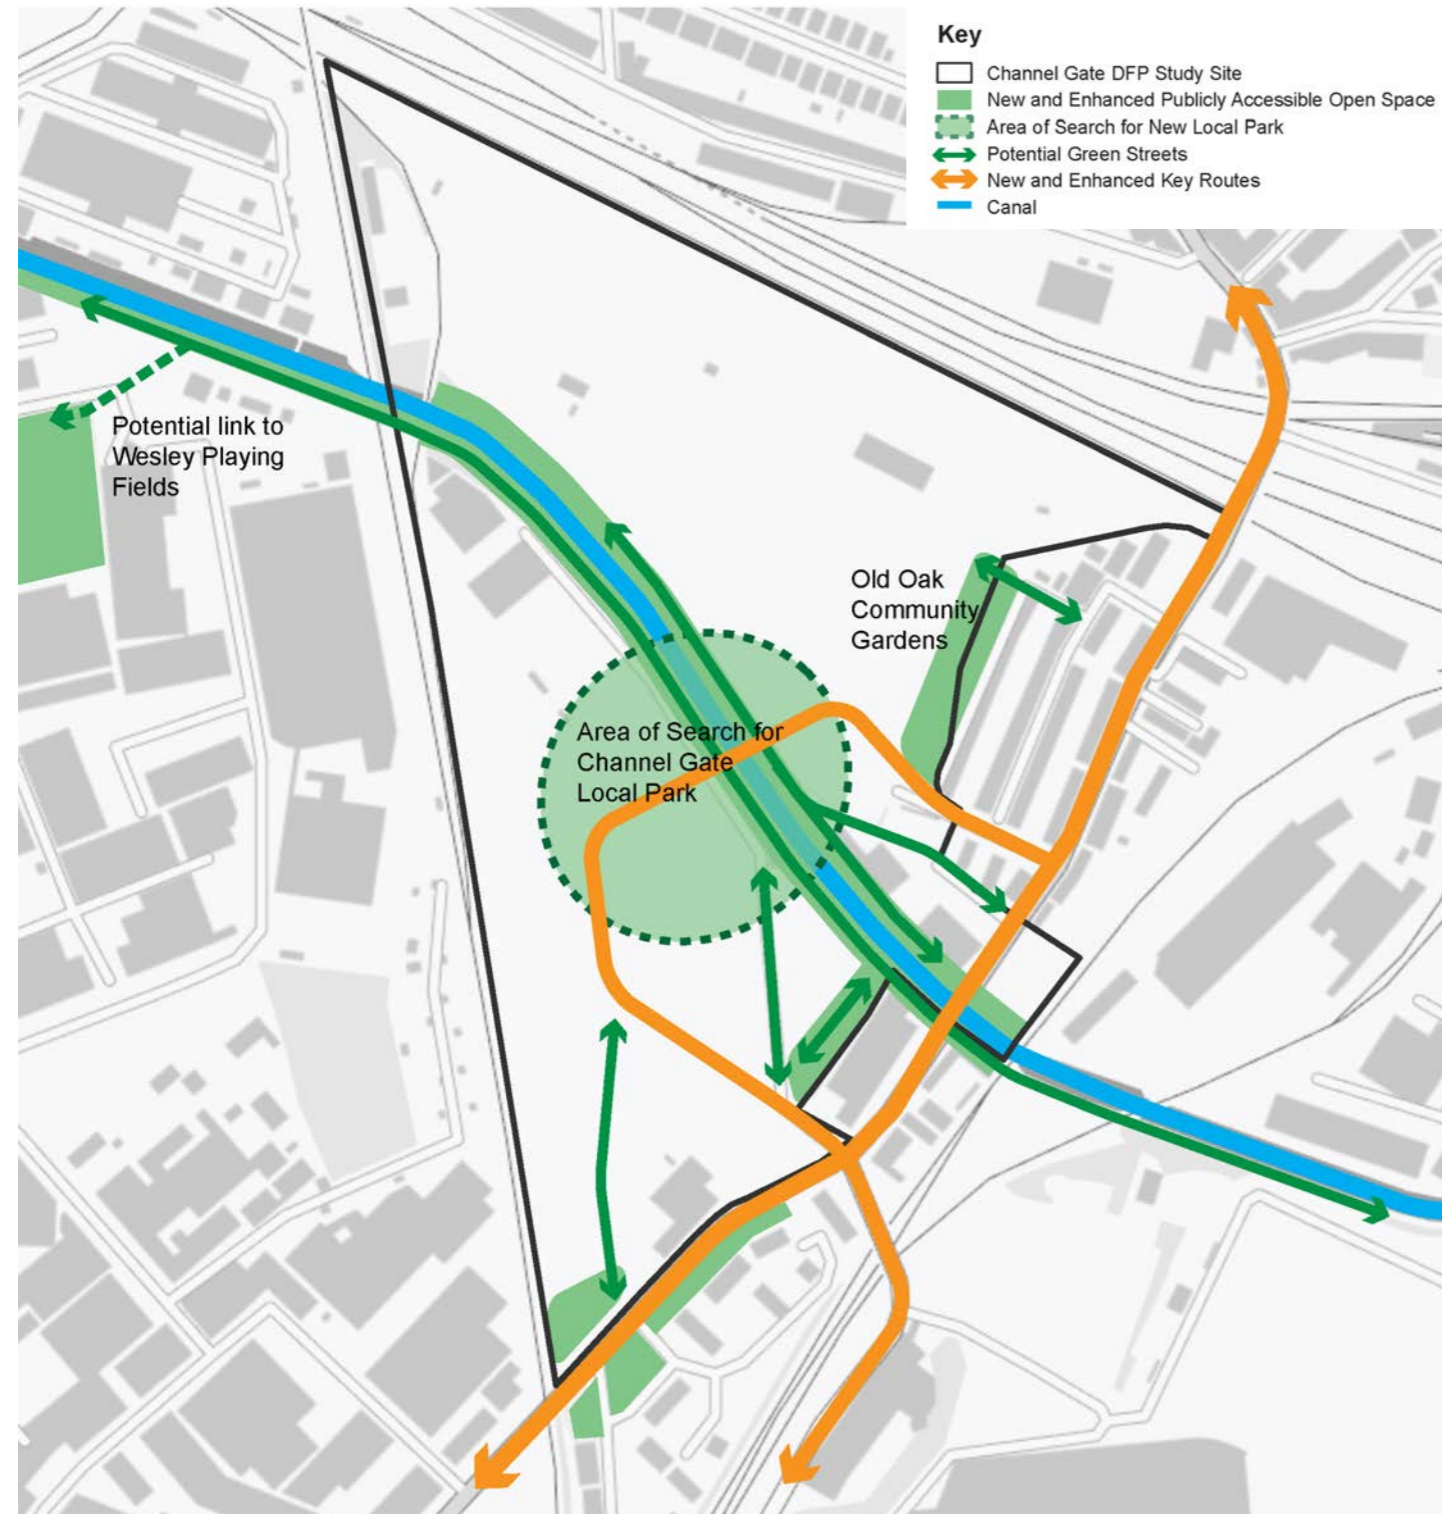 Key
Channel Gate DFP Study Site
New and Enhanced Publicly Accessible Open Space
Area of Search for New Local Park
Potential Green Streets
New and Enhanced Key Routes
Canal
Potential link to
Wesley Playing
Fields
Old Oak
Community
Gardens
Area of Search for
Channel Gate
Local Park